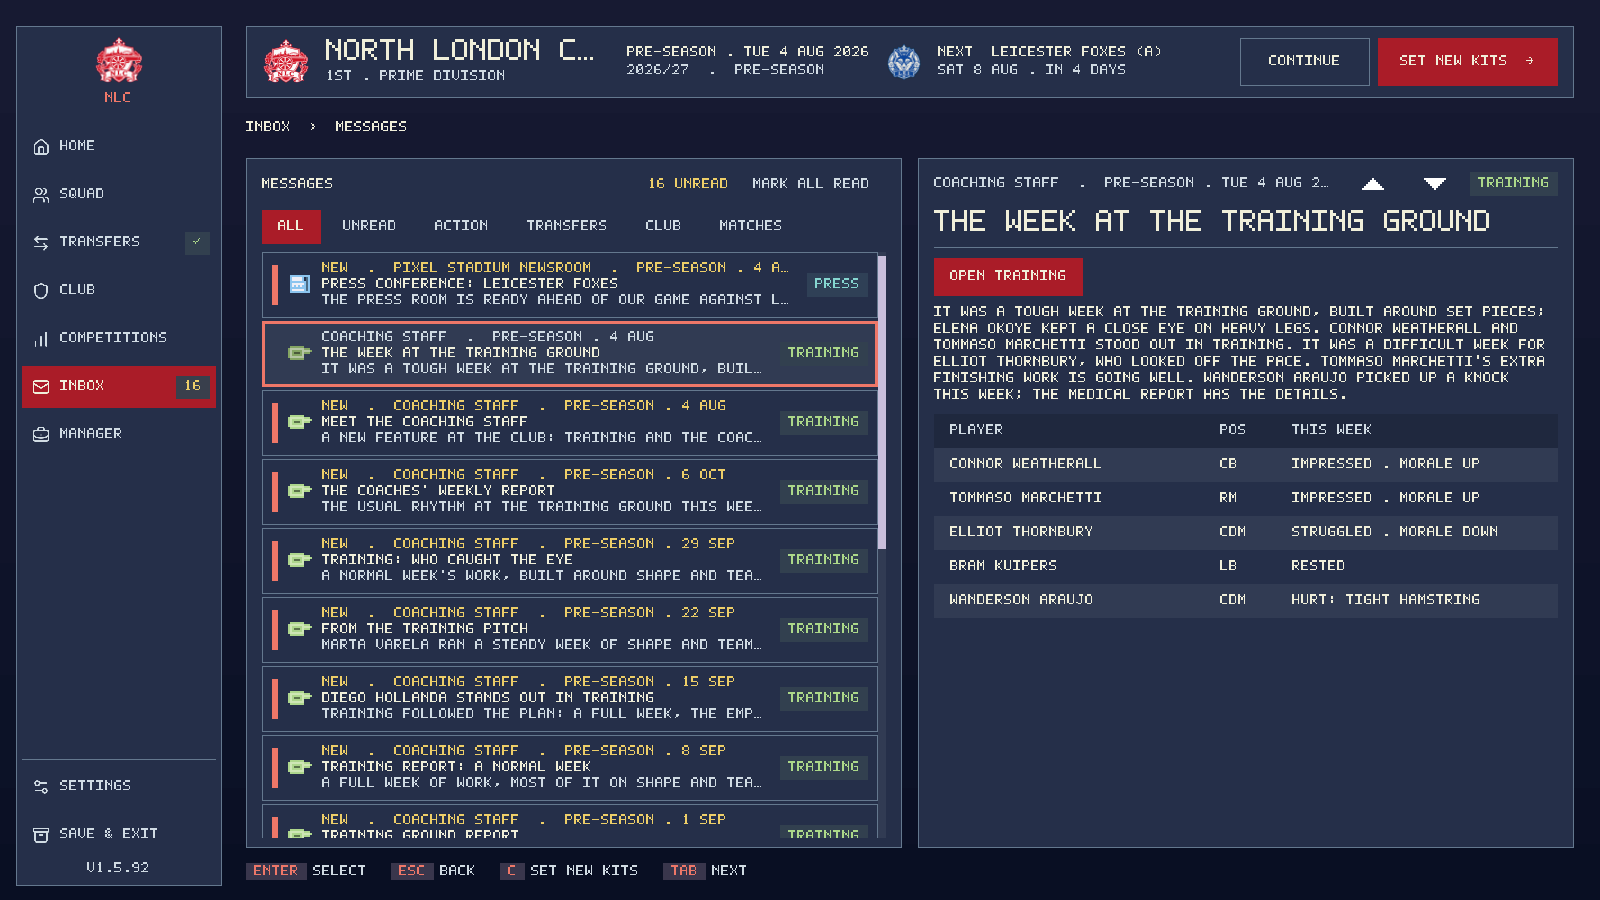 NLC
HOME
SQUAD
TRANSFERS
CLUB
COMPETITIONS
INBOX 16
MANAGER
SETTINGS
SAVE & EXIT
V1.5.92
NORTH LONDON C...
1ST . PRIME DIVISION
PRE-SEASON . TUE 4 AUG 2026
2026/27 . PRE-SEASON
NEXT LEICESTER FOXES (A)
SAT 8 AUG . IN 4 DAYS
CONTINUE
SET NEW KITS →
INBOX › MESSAGES
MESSAGES
16 UNREAD
MARK ALL READ
ALL UNREAD ACTION TRANSFERS CLUB MATCHES
NEW . PIXEL STADIUM NEWSROOM . PRE-SEASON . 4 A...
PRESS CONFERENCE: LEICESTER FOXES
THE PRESS ROOM IS READY AHEAD OF OUR GAME AGAINST L...
PRESS
COACHING STAFF . PRE-SEASON . 4 AUG
THE WEEK AT THE TRAINING GROUND
IT WAS A TOUGH WEEK AT THE TRAINING GROUND, BUIL...
TRAINING
NEW . COACHING STAFF . PRE-SEASON . 4 AUG
MEET THE COACHING STAFF
A NEW FEATURE AT THE CLUB: TRAINING AND THE COAC...
TRAINING
NEW . COACHING STAFF . PRE-SEASON . 6 OCT
THE COACHES' WEEKLY REPORT
THE USUAL RHYTHM AT THE TRAINING GROUND THIS WEE...
TRAINING
NEW . COACHING STAFF . PRE-SEASON . 29 SEP
TRAINING: WHO CAUGHT THE EYE
A NORMAL WEEK'S WORK, BUILT AROUND SHAPE AND TEA...
TRAINING
NEW . COACHING STAFF . PRE-SEASON . 22 SEP
FROM THE TRAINING PITCH
MARTA VARELA RAN A STEADY WEEK OF SHAPE AND TEAM...
TRAINING
NEW . COACHING STAFF . PRE-SEASON . 15 SEP
DIEGO HOLLANDA STANDS OUT IN TRAINING
TRAINING FOLLOWED THE PLAN: A FULL WEEK, THE EMP...
TRAINING
NEW . COACHING STAFF . PRE-SEASON . 8 SEP
TRAINING REPORT: A NORMAL WEEK
A FULL WEEK OF WORK, MOST OF IT ON SHAPE AND TEA...
TRAINING
NEW . COACHING STAFF . PRE-SEASON . 1 SEP
TRAINING GROUND REPORT
TRAINING
COACHING STAFF . PRE-SEASON . TUE 4 AUG 2...
TRAINING
THE WEEK AT THE TRAINING GROUND
OPEN TRAINING
IT WAS A TOUGH WEEK AT THE TRAINING GROUND, BUILT AROUND SET PIECES;
ELENA OKOYE KEPT A CLOSE EYE ON HEAVY LEGS. CONNOR WEATHERALL AND
TOMMASO MARCHETTI STOOD OUT IN TRAINING. IT WAS A DIFFICULT WEEK FOR
ELLIOT THORNBURY, WHO LOOKED OFF THE PACE. TOMMASO MARCHETTI'S EXTRA
FINISHING WORK IS GOING WELL. WANDERSON ARAUJO PICKED UP A KNOCK
THIS WEEK; THE MEDICAL REPORT HAS THE DETAILS.
PLAYER POS THIS WEEK
CONNOR WEATHERALL CB IMPRESSED . MORALE UP
TOMMASO MARCHETTI RM IMPRESSED . MORALE UP
ELLIOT THORNBURY CDM STRUGGLED . MORALE DOWN
BRAM KUIPERS LB RESTED
WANDERSON ARAUJO CDM HURT: TIGHT HAMSTRING
ENTER SELECT ESC BACK C SET NEW KITS TAB NEXT